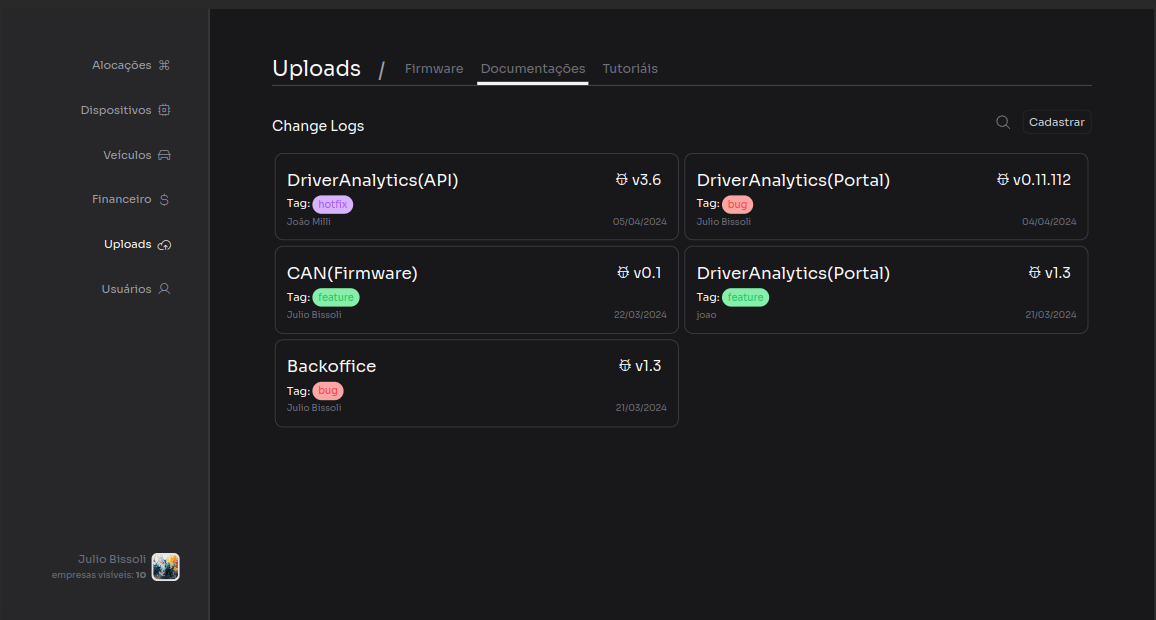 Alocações
Dispositivos
Veículos
Financeiro
Uploads
Usuários
Julio Bissoli
empresas visíveis: 10
Uploads / Firmware Documentações Tutoriáis
Change Logs
Cadastrar
DriverAnalytics(API) v3.6
Tag: hotfix
João Milli 05/04/2024
DriverAnalytics(Portal) v0.11.112
Tag: bug
Julio Bissoli 04/04/2024
CAN(Firmware) v0.1
Tag: feature
Julio Bissoli 22/03/2024
DriverAnalytics(Portal) v1.3
Tag: feature
joao 21/03/2024
Backoffice v1.3
Tag: bug
Julio Bissoli 21/03/2024